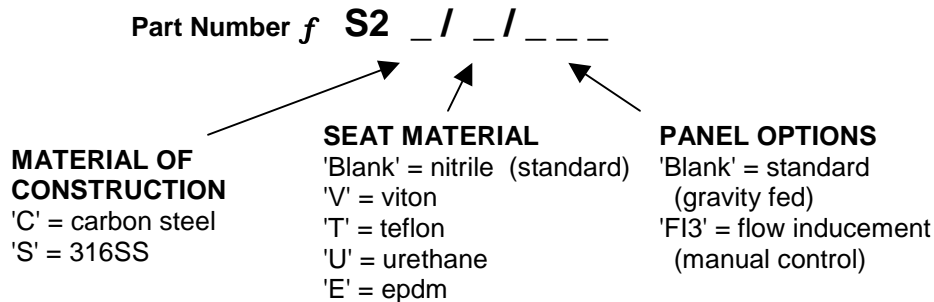 Part Number ƒ S2 _ / _ / _ _ _
MATERIAL OF
CONSTRUCTION
'C' = carbon steel
'S' = 316SS
SEAT MATERIAL
'Blank' = nitrile (standard)
'V' = viton
'T' = teflon
'U' = urethane
'E' = epdm
PANEL OPTIONS
'Blank' = standard
(gravity fed)
'FI3' = flow inducement
(manual control)